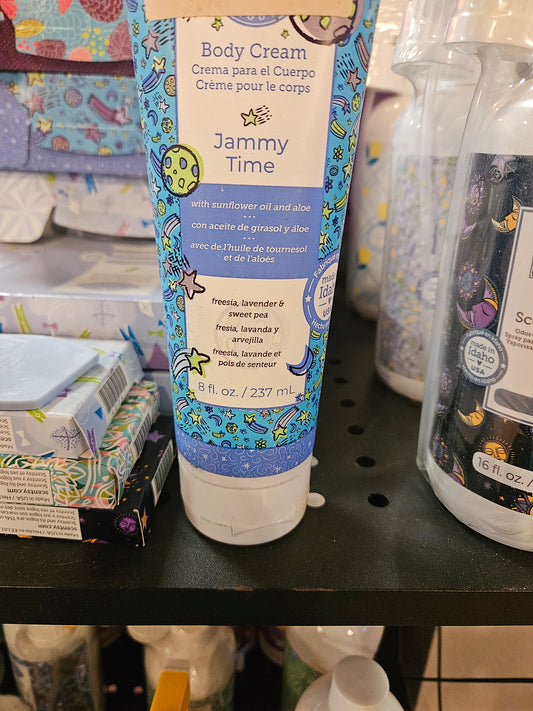 Body Cream
Crema para el Cuerpo
Crème pour le corps
Jammy
Time
with sunflower oil and aloe
con aceite de girasol y áloe
avec de l'huile de tournesol
et de l'aloès
freesia, lavender &
sweet pea
fresia, lavanda y
arvejilla
freesia, lavande et
pois de senteur
8 fl. oz. / 237 mL
made in
Idaho
USA
made in
Idaho
USA
16 fl. oz. /
scentsy.com
scentsy.com